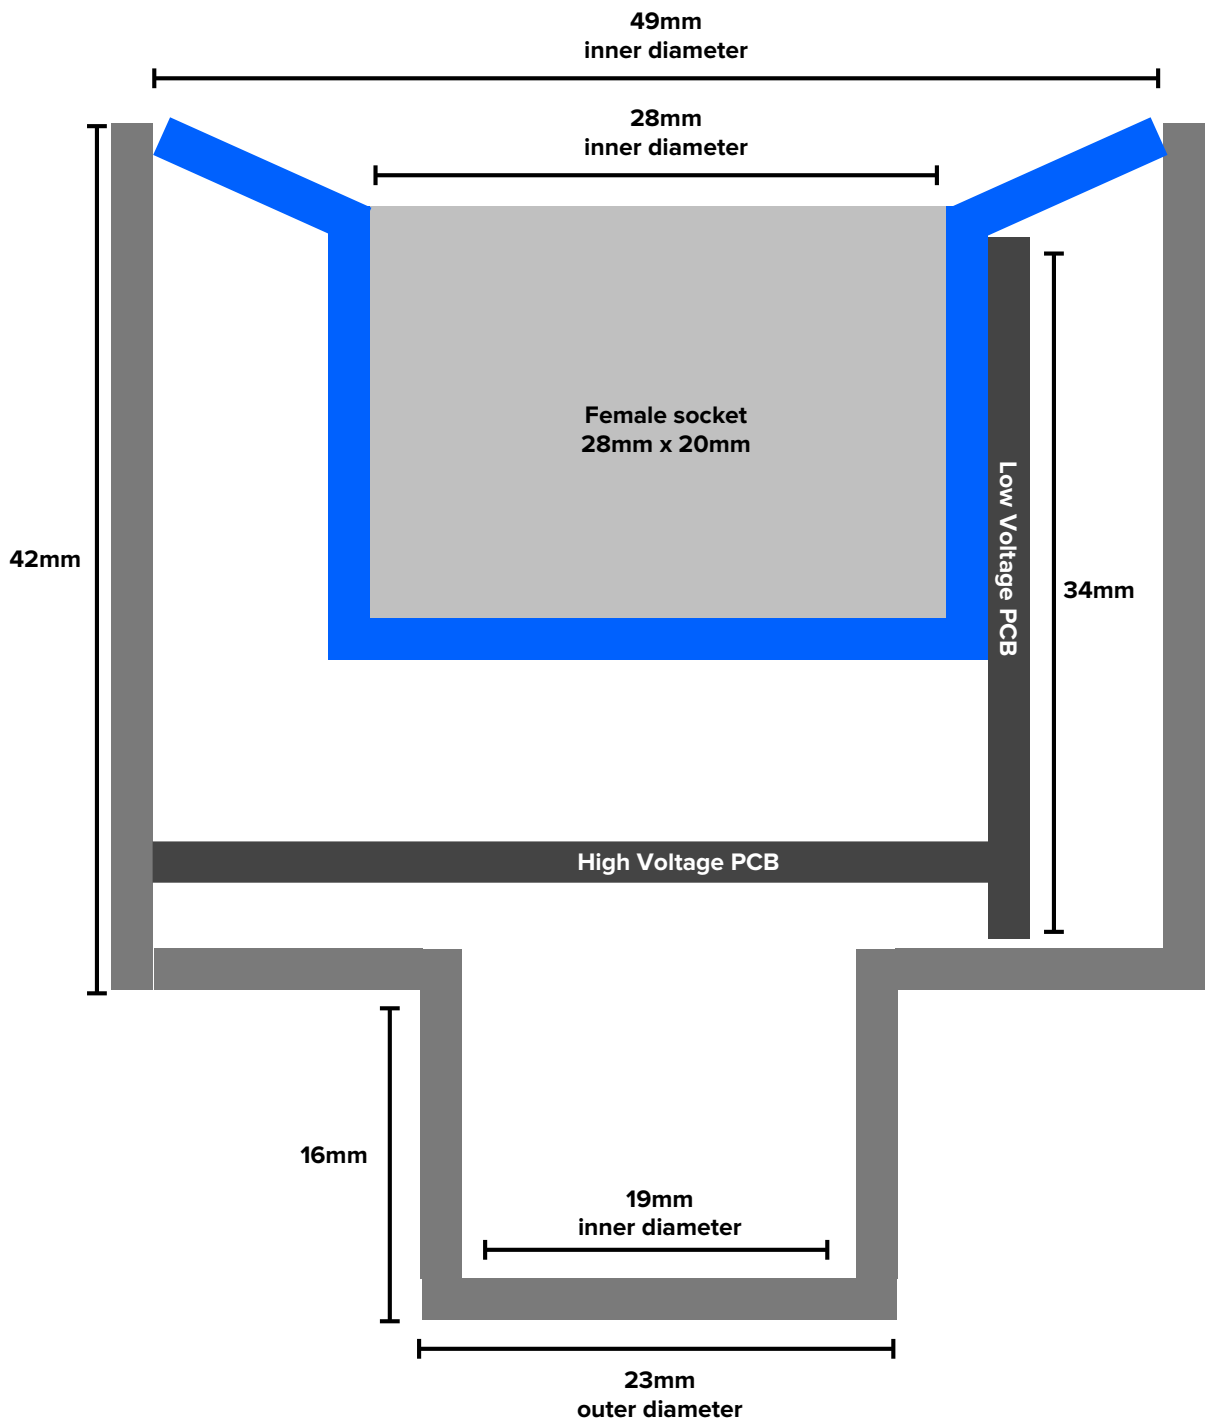 49mm
inner diameter
28mm
inner diameter
Female socket
28mm x 20mm
Low Voltage PCB
42mm
34mm
High Voltage PCB
16mm
19mm
inner diameter
23mm
outer diameter